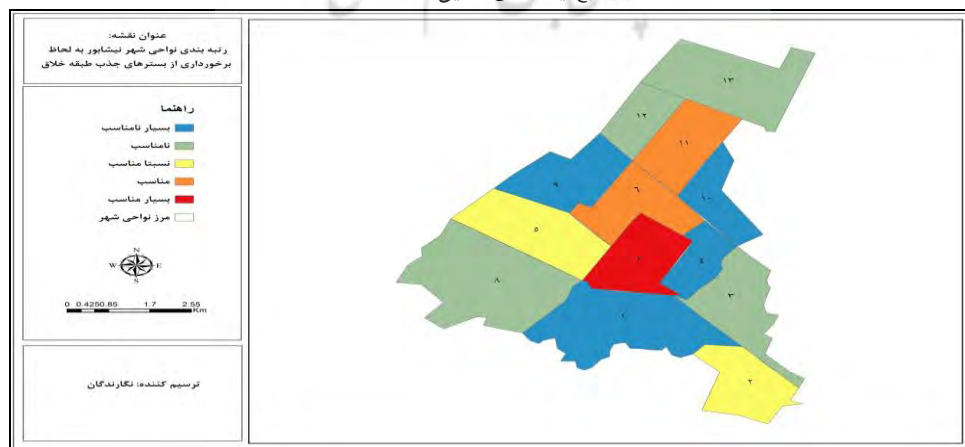 عنوان نقشه:
رتبه بندی نواحی شهر نیشابور به لحاظ
برخورداری از بسترهای جذب طبقه خلاق
راهنما
بسیار نامناسب
نامناسب
نسبتا مناسب
مناسب
بسیار مناسب
مرز نواحی شهر
N
W E
S
0 0.4250.85 1.7 2.55
Km
ترسیم کننده: نگارندگان
۱۳
۱۲
۱۱
۹
۶
۱۰
۵
۴
۸
۳
۱
۲